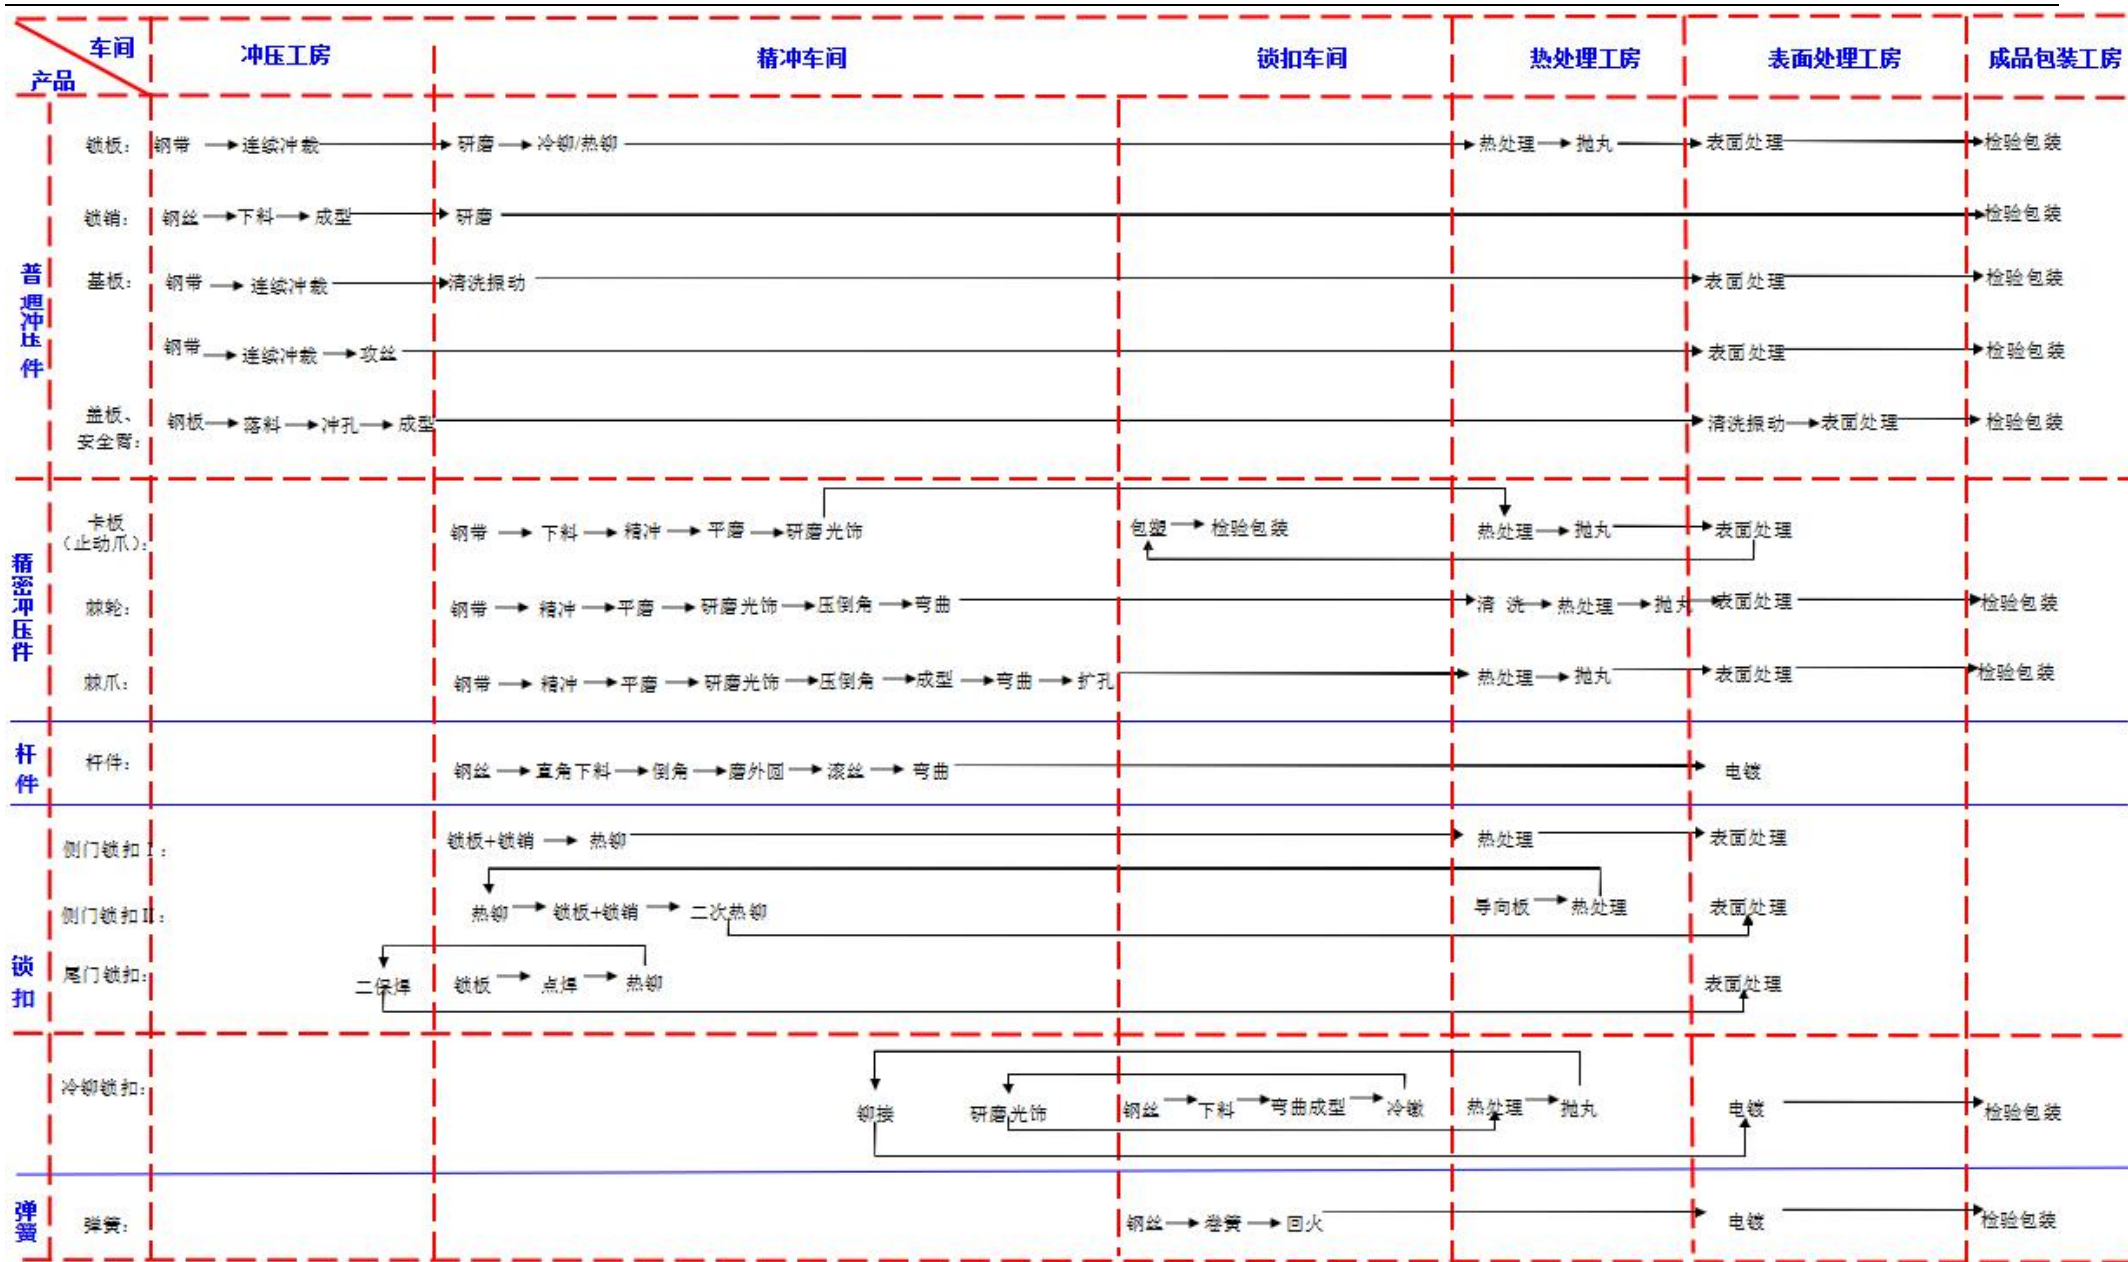 车间 冲压工房 精冲车间 锁扣车间 热处理工房 表面处理工房 成品包装工房
产品
普通冲压件
锁板： 钢带 连续冲裁 研磨 冷铆/热铆 热处理 抛丸 表面处理 检验包装
锁销： 钢丝 下料 成型 研磨 检验包装
基板： 钢带 连续冲裁 清洗振动 表面处理 检验包装
钢带 连续冲裁 攻丝 表面处理 检验包装
盖板、
安全臂： 钢板 落料 冲孔 成型 清洗振动 表面处理 检验包装
精密冲压件
卡板
（止动爪）： 钢带 下料 精冲 平磨 研磨光饰 包塑 检验包装 热处理 抛丸 表面处理
棘轮： 钢带 精冲 平磨 研磨光饰 压倒角 弯曲 清 洗 热处理 抛丸 表面处理 检验包装
棘爪： 钢带 精冲 平磨 研磨光饰 压倒角 成型 弯曲 扩孔 热处理 抛丸 表面处理 检验包装
杆件
杆件： 钢丝 直角下料 倒角 磨外圆 滚丝 弯曲 电镀
锁扣
侧门锁扣Ⅰ： 锁板+锁销 热铆 热处理 表面处理
侧门锁扣Ⅱ： 热铆 锁板+锁销 二次热铆 导向板 热处理 表面处理
尾门锁扣： 二保焊 锁板 点焊 热铆 表面处理
冷铆锁扣： 铆接 研磨光饰 钢丝 下料 弯曲成型 冷镦 热处理 抛丸 电镀 检验包装
弹簧
弹簧： 钢丝 卷簧 回火 电镀 检验包装